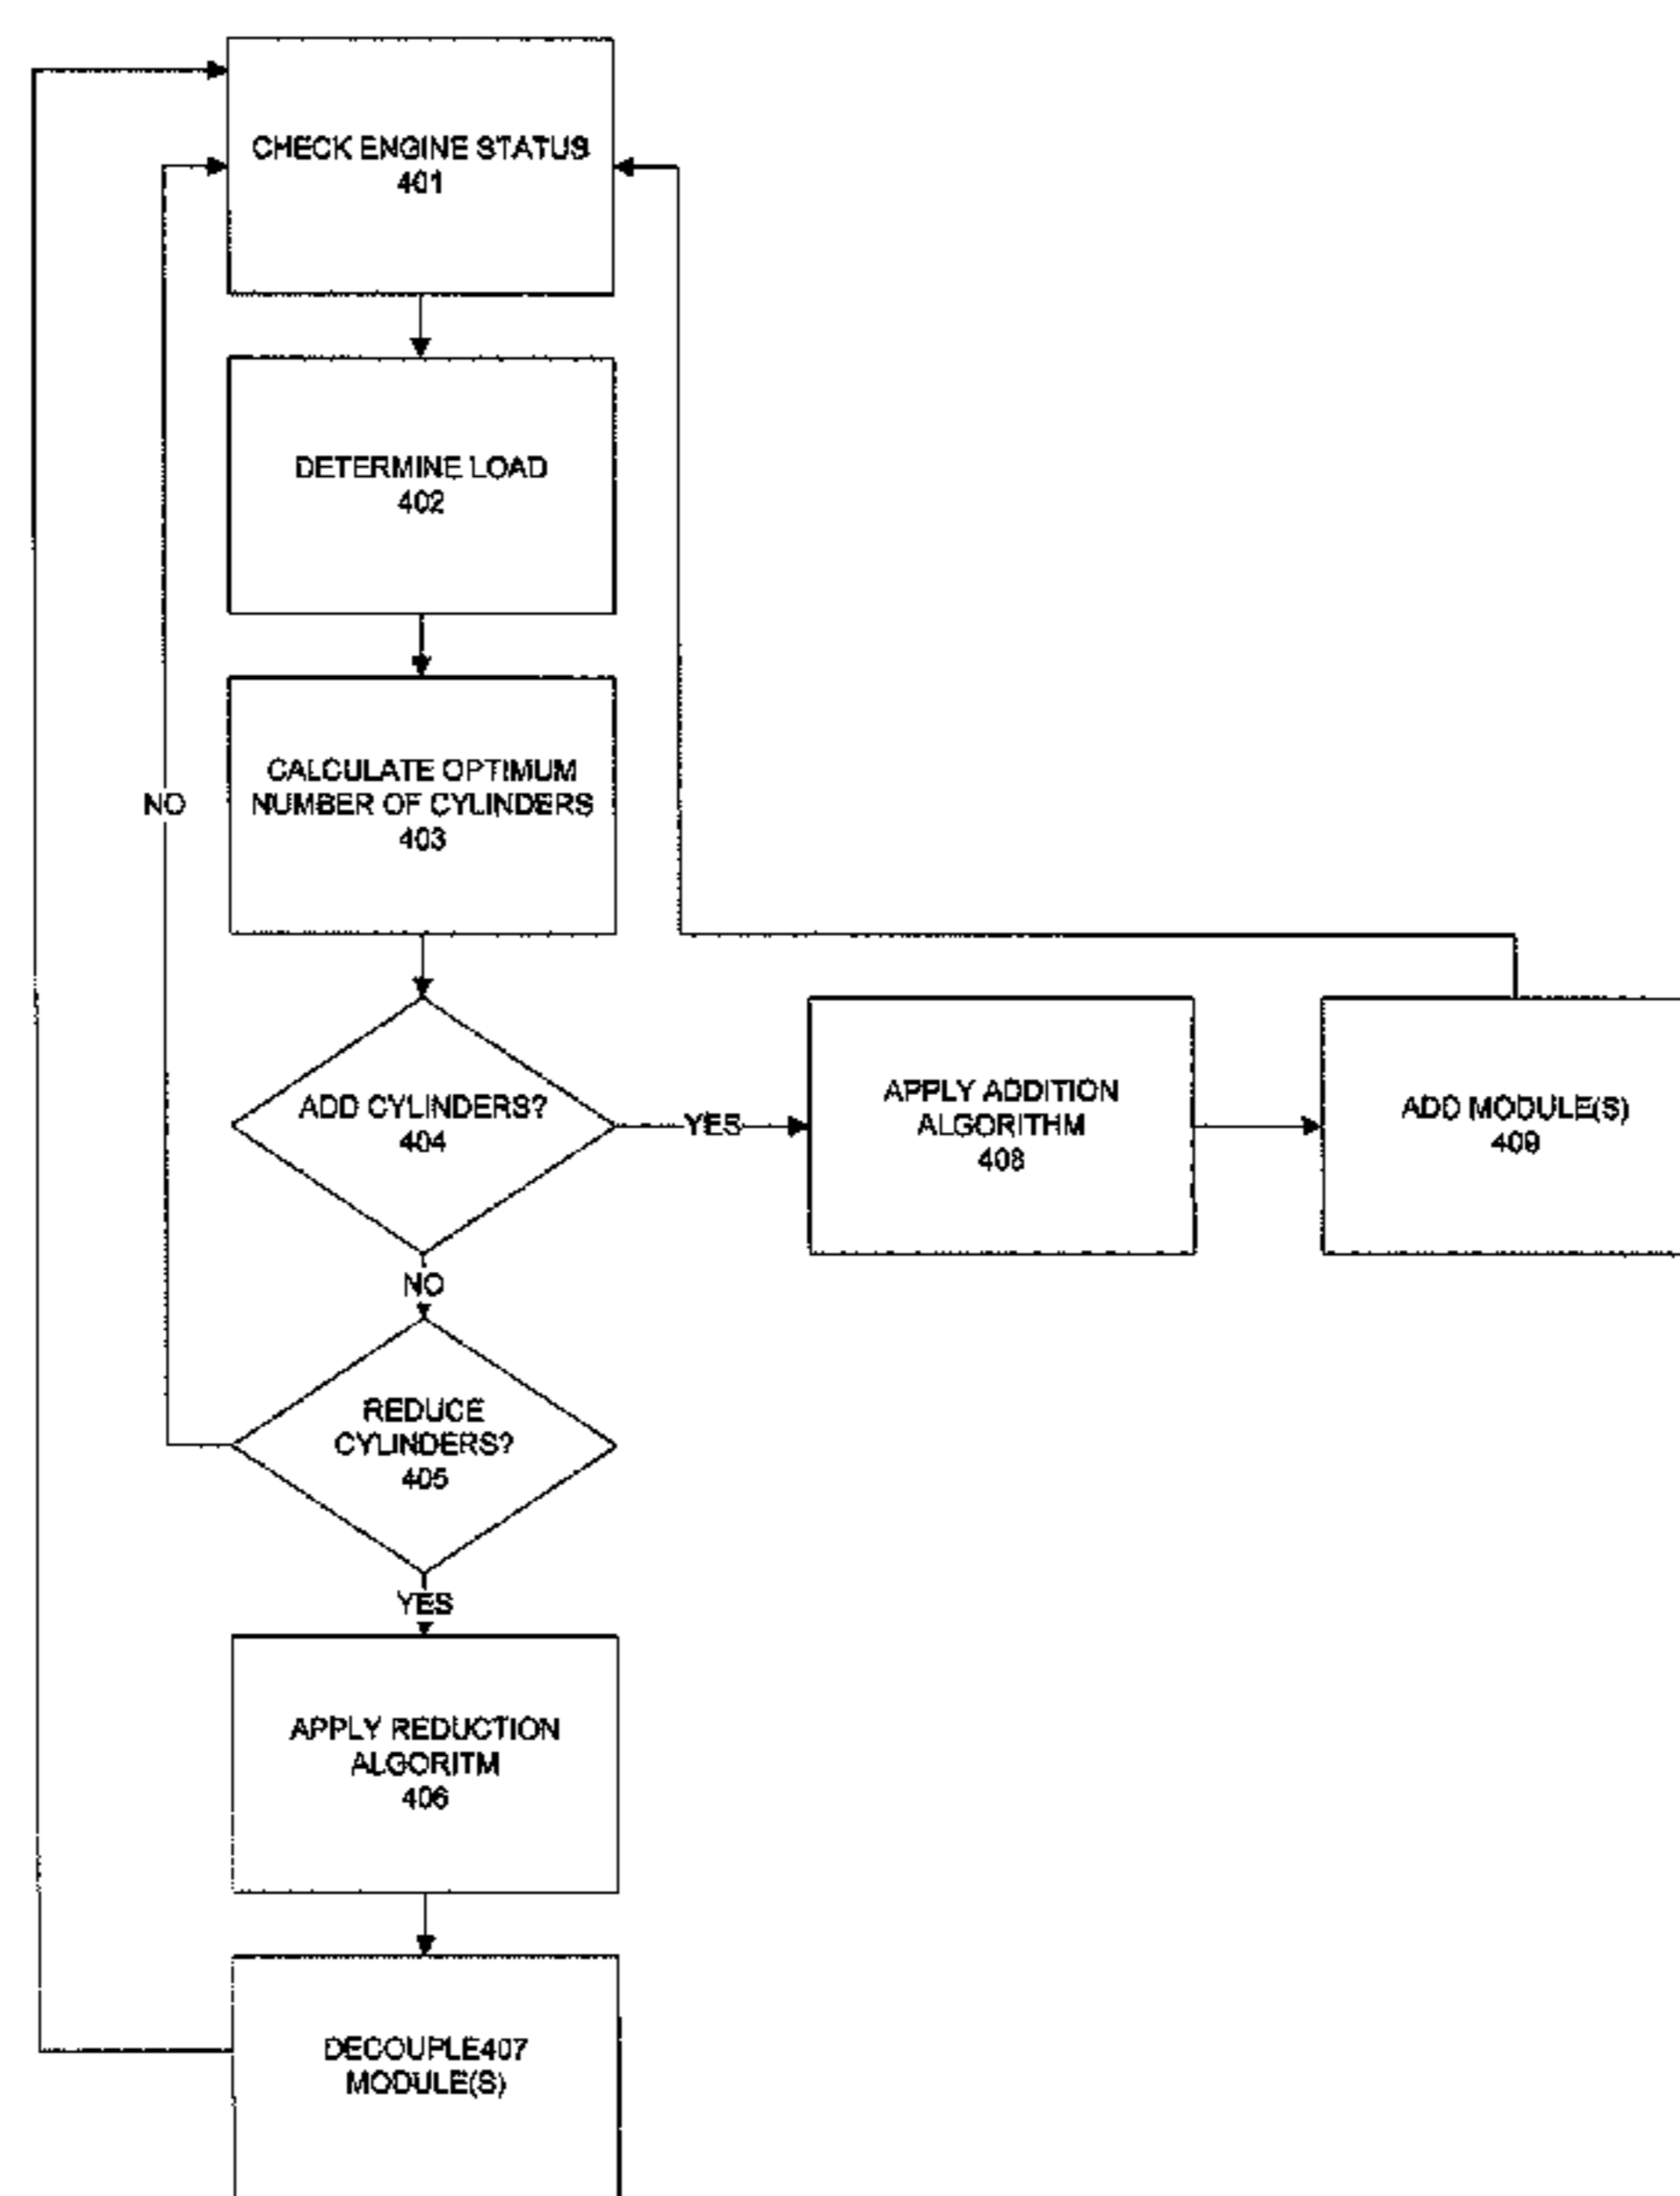 CHECK ENGINE STATUS
401
DETERMINE LOAD
402
CALCULATE OPTIMUM
NUMBER OF CYLINDERS
403
NO
ADD CYLINDERS?
404
YES
APPLY ADDITION
ALGORITHM
408
ADD MODULE(S)
409
NO
REDUCE
CYLINDERS?
405
YES
APPLY REDUCTION
ALGORITM
406
DECOUPLE407
MODULE(S)